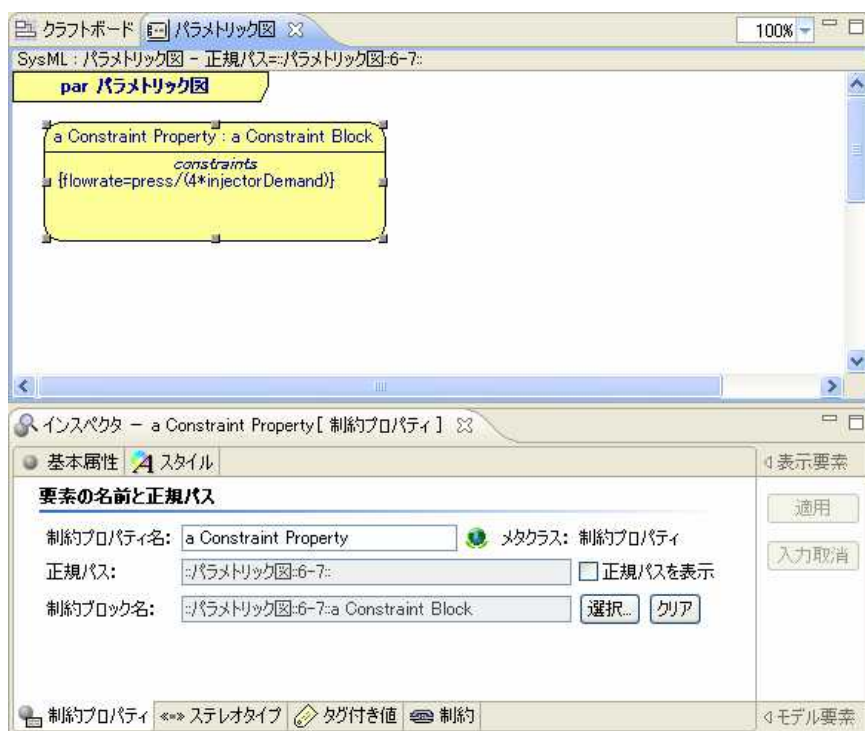 クラフトボード パラメトリック図 100%
SysML : パラメトリック図 - 正規パス=::パラメトリック図::6-7::
par パラメトリック図
a Constraint Property : a Constraint Block
constraints
{flowrate=press/(4*injectorDemand)}
インスペクタ - a Constraint Property[ 制約プロパティ ]
基本属性 スタイル 表示要素
要素の名前と正規パス
適用
制約プロパティ名: a Constraint Property メタクラス: 制約プロパティ
入力取消
正規パス: ::パラメトリック図::6-7:: 正規パスを表示
制約ブロック名: ::パラメトリック図::6-7::a Constraint Block 選択... クリア
制約プロパティ «=» ステレオタイプ タグ付き値 制約 モデル要素